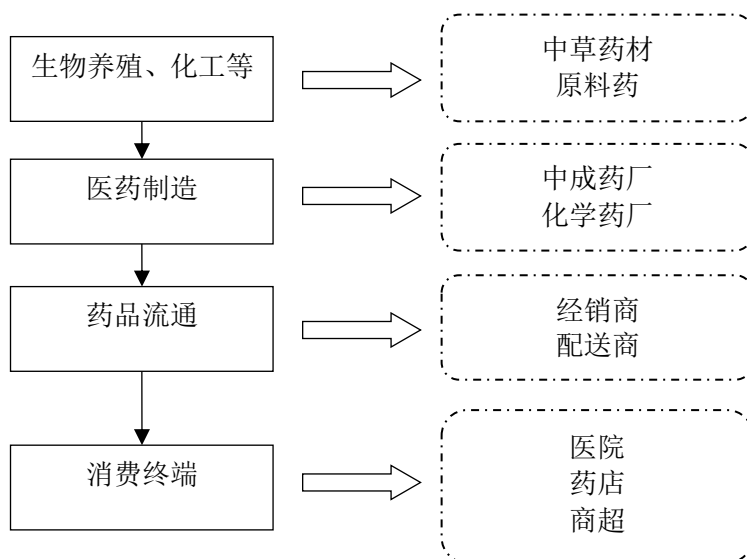 生物养殖、化工等
中草药材
原料药
医药制造
中成药厂
化学药厂
药品流通
经销商
配送商
消费终端
医院
药店
商超